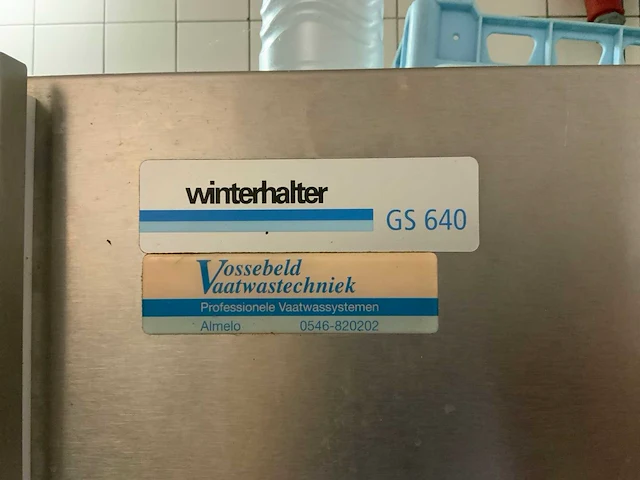 winterhalter
GS 640
Vossebeld
Vaatwastechniek
Professionele Vaatwassystemen
Almelo 0546-820202